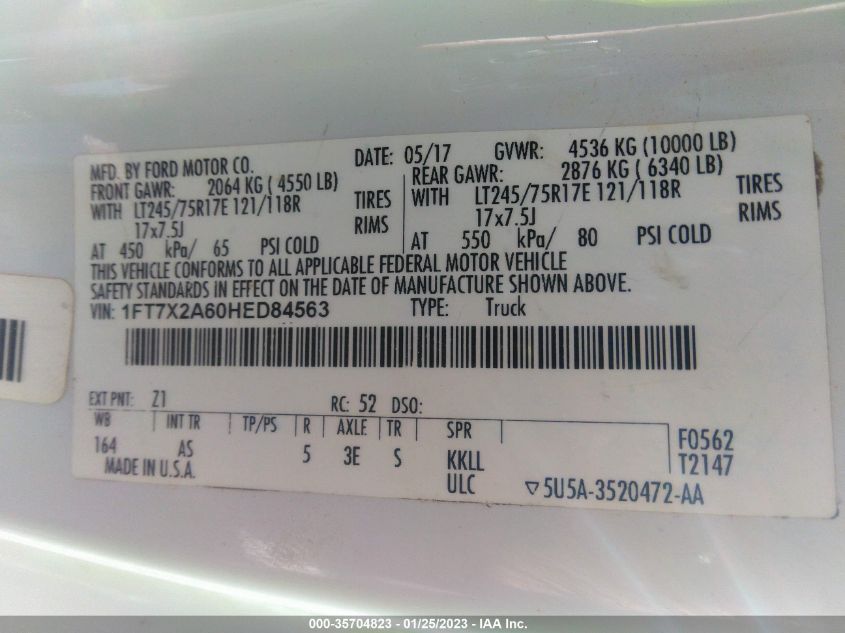 MFD. BY FORD MOTOR CO. DATE: 05/17 GVWR: 4536 KG (10000 LB)
FRONT GAWR: 2064 KG ( 4550 LB) REAR GAWR: 2876 KG ( 6340 LB)
WITH LT245/75R17E 121/118R TIRES WITH LT245/75R17E 121/118R TIRES
17x7.5J RIMS 17x7.5J RIMS
AT 450 kPa/ 65 PSI COLD AT 550 kPa/ 80 PSI COLD
THIS VEHICLE CONFORMS TO ALL APPLICABLE FEDERAL MOTOR VEHICLE
SAFETY STANDARDS IN EFFECT ON THE DATE OF MANUFACTURE SHOWN ABOVE.
VIN: 1FT7X2A60HED84563 TYPE: Truck
EXT PNT: Z1 RC: 52 DSO:
WB INT TR TP/PS R AXLE TR SPR F0562
164 AS 5 3E S KKLL T2147
MADE IN U.S.A. ULC ▽5U5A-3520472-AA
000-35704823 - 01/25/2023 - IAA Inc.